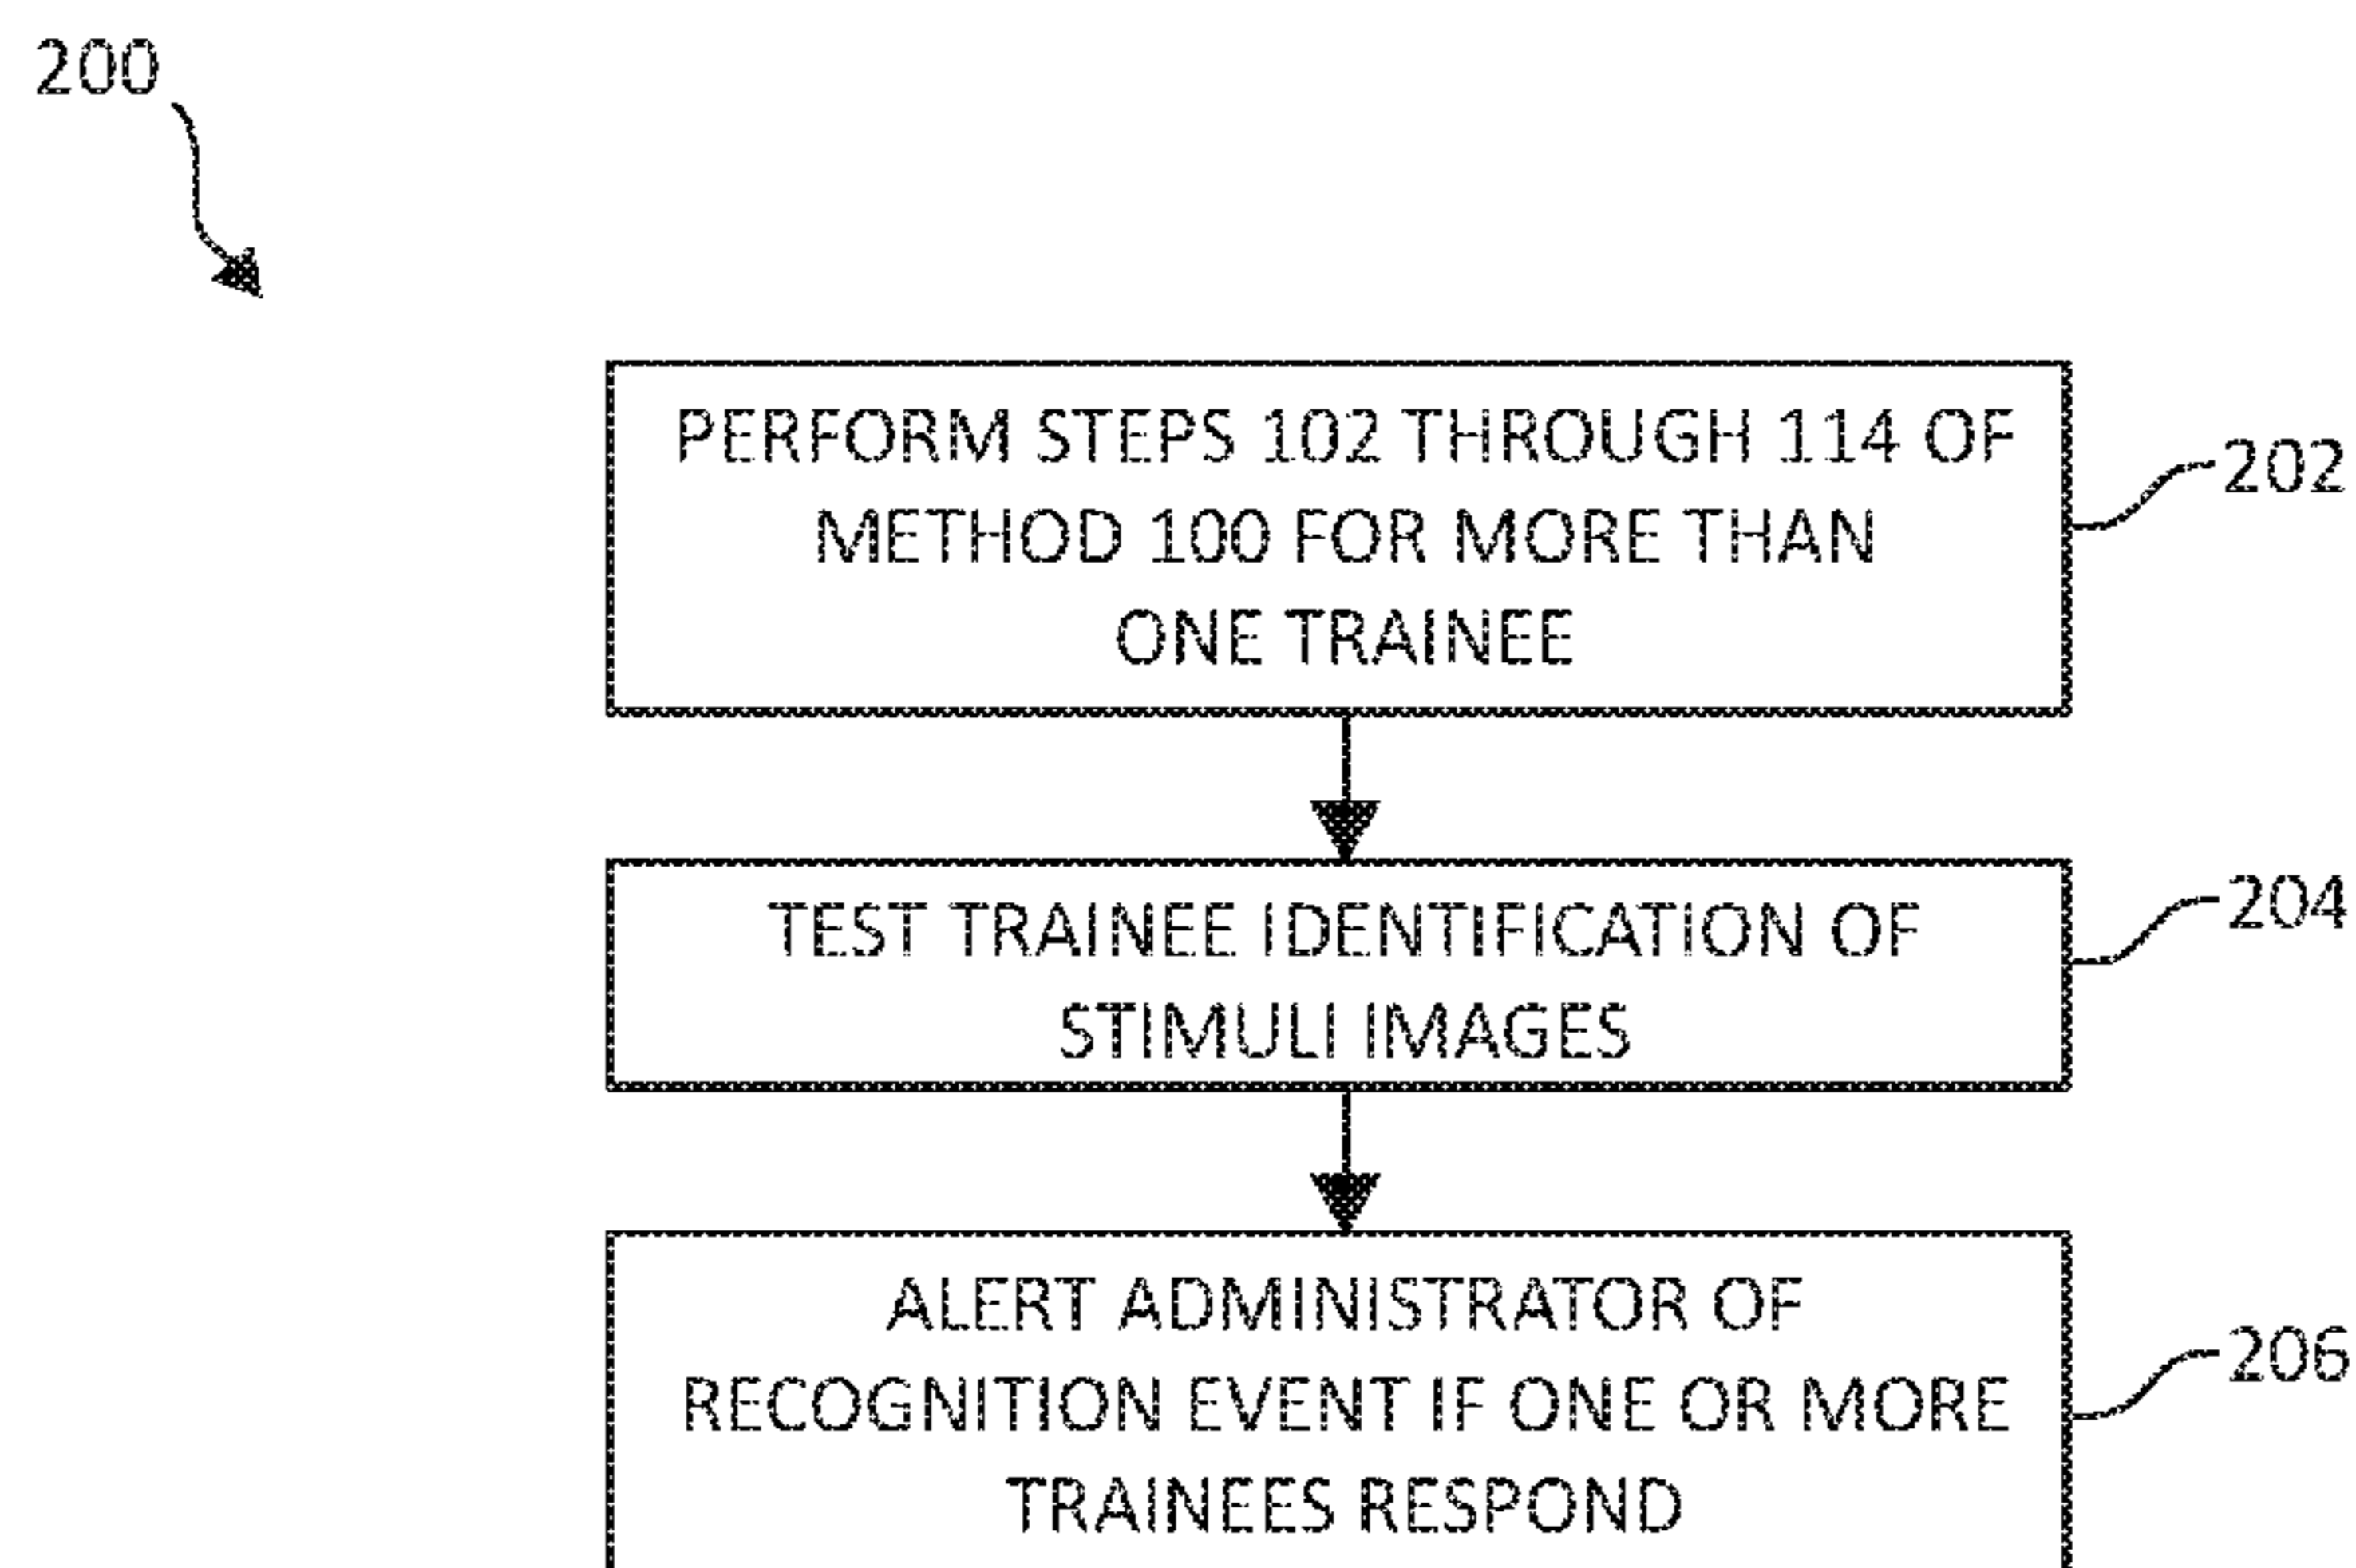 200
PERFORM STEPS 102 THROUGH 114 OF
METHOD 100 FOR MORE THAN
ONE TRAINEE
202
TEST TRAINEE IDENTIFICATION OF
STIMULI IMAGES
204
ALERT ADMINISTRATOR OF
RECOGNITION EVENT IF ONE OR MORE
TRAINEES RESPOND
206